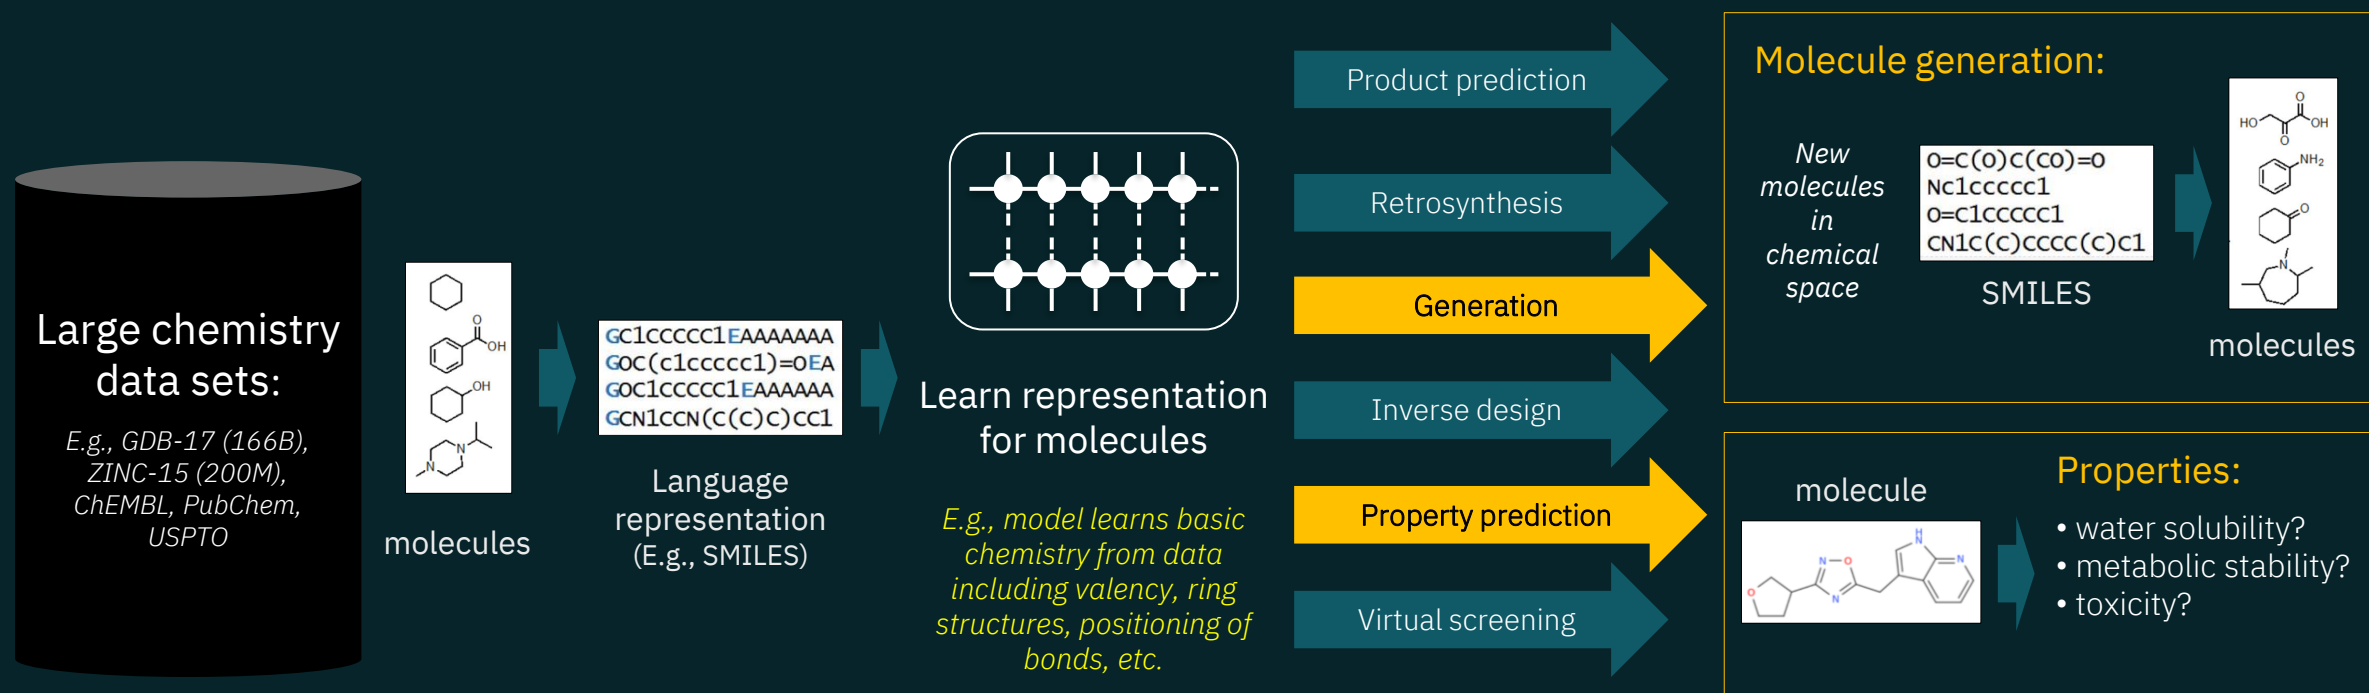 Large chemistry
data sets:
E.g., GDB-17 (166B),
ZINC-15 (200M),
ChEMBL, PubChem,
USPTO
O
OH
OH
N
N
molecules
GC1CCCCC1EAAAAAAA
GOC(c1ccccc1)=OEA
GOC1CCCCC1EAAAAAA
GCN1CCN(C(C)C)CC1
Language
representation
(E.g., SMILES)
Learn representation
for molecules
E.g., model learns basic
chemistry from data
including valency, ring
structures, positioning of
bonds, etc.
Product prediction
Retrosynthesis
Generation
Inverse design
Property prediction
Virtual screening
Molecule generation:
New
molecules
in
chemical
space
O=C(O)C(CO)=O
Nc1ccccc1
O=C1CCCCC1
CN1C(C)CCCC(C)C1
SMILES
O
HO
OH
O
NH2
O
N
molecules
molecule
H
N
N
N
O
N
O
Properties:
• water solubility?
• metabolic stability?
• toxicity?